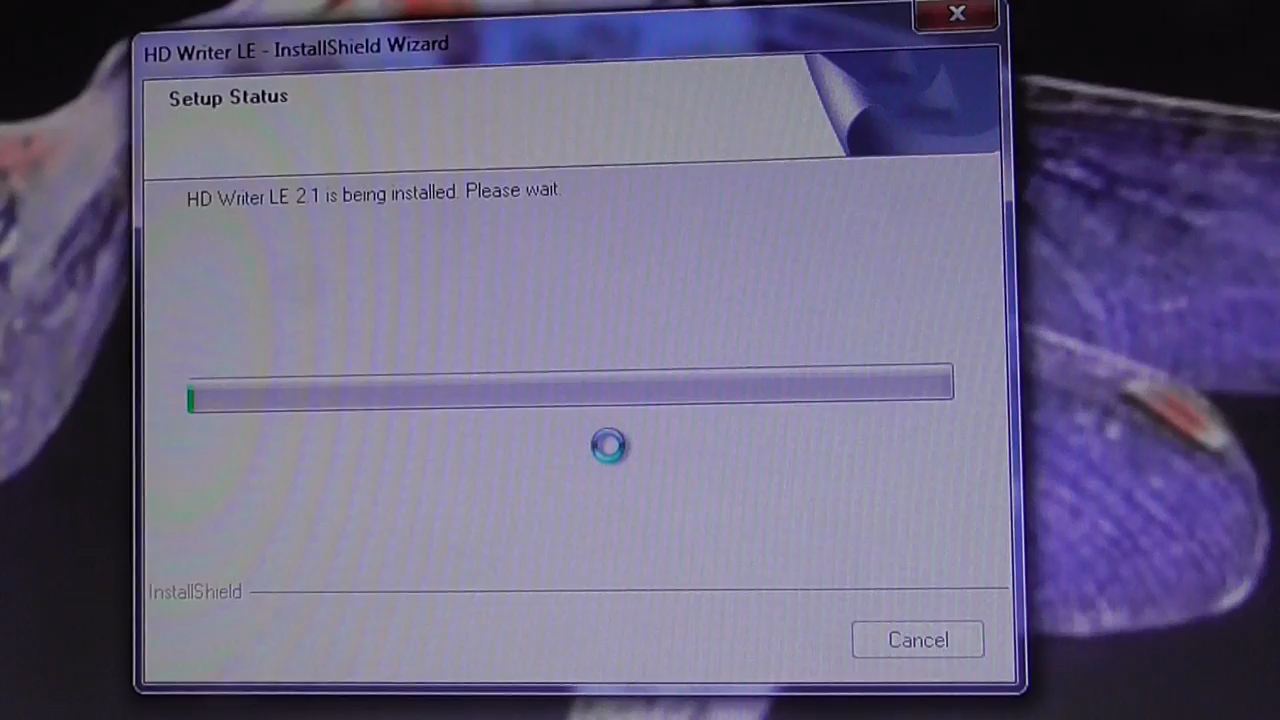 HD Writer LE - InstallShield Wizard
Setup Status
HD Writer LE 2.1 is being installed. Please wait.
InstallShield
Cancel